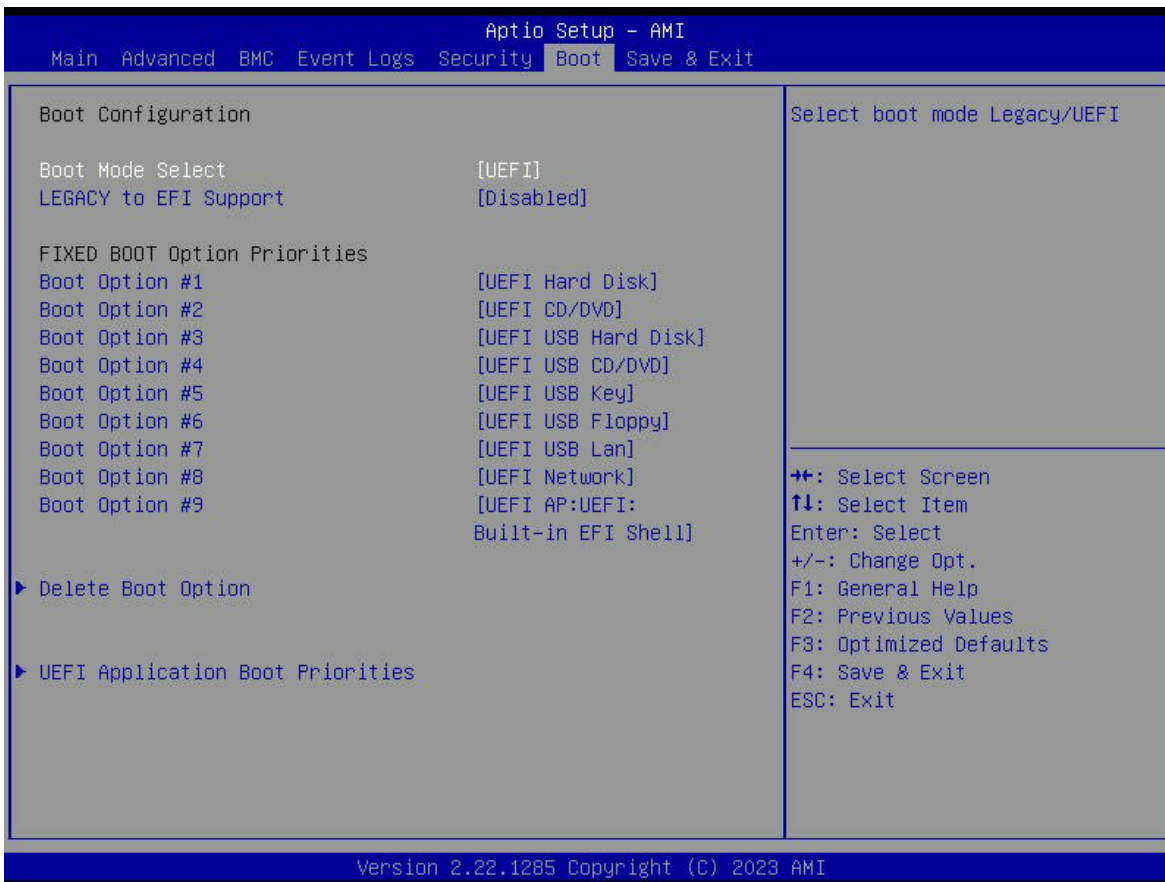 Aptio Setup - AMI
Main Advanced BMC Event Logs Security Boot Save & Exit
Boot Configuration
Boot Mode Select [UEFI]
LEGACY to EFI Support [Disabled]
FIXED BOOT Option Priorities
Boot Option #1 [UEFI Hard Disk]
Boot Option #2 [UEFI CD/DVD]
Boot Option #3 [UEFI USB Hard Disk]
Boot Option #4 [UEFI USB CD/DVD]
Boot Option #5 [UEFI USB Key]
Boot Option #6 [UEFI USB Floppy]
Boot Option #7 [UEFI USB Lan]
Boot Option #8 [UEFI Network]
Boot Option #9 [UEFI AP:UEFI:
Built-in EFI Shell]
▶ Delete Boot Option
▶ UEFI Application Boot Priorities
Select boot mode Legacy/UEFI
→←: Select Screen
↑↓: Select Item
Enter: Select
+/-: Change Opt.
F1: General Help
F2: Previous Values
F3: Optimized Defaults
F4: Save & Exit
ESC: Exit
Version 2.22.1285 Copyright (C) 2023 AMI